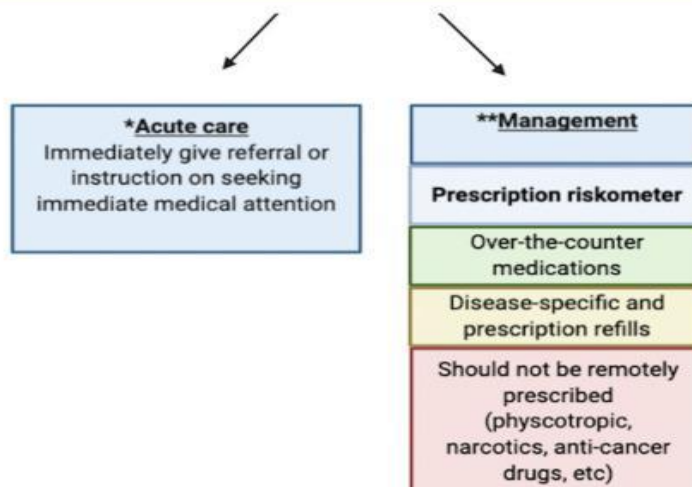 *Acute care
Immediately give referral or
instruction on seeking
immediate medical attention
**Management
Prescription riskometer
Over-the-counter
medications
Disease-specific and
prescription refills
Should not be remotely
prescribed
(physcotropic,
narcotics, anti-cancer
drugs, etc)